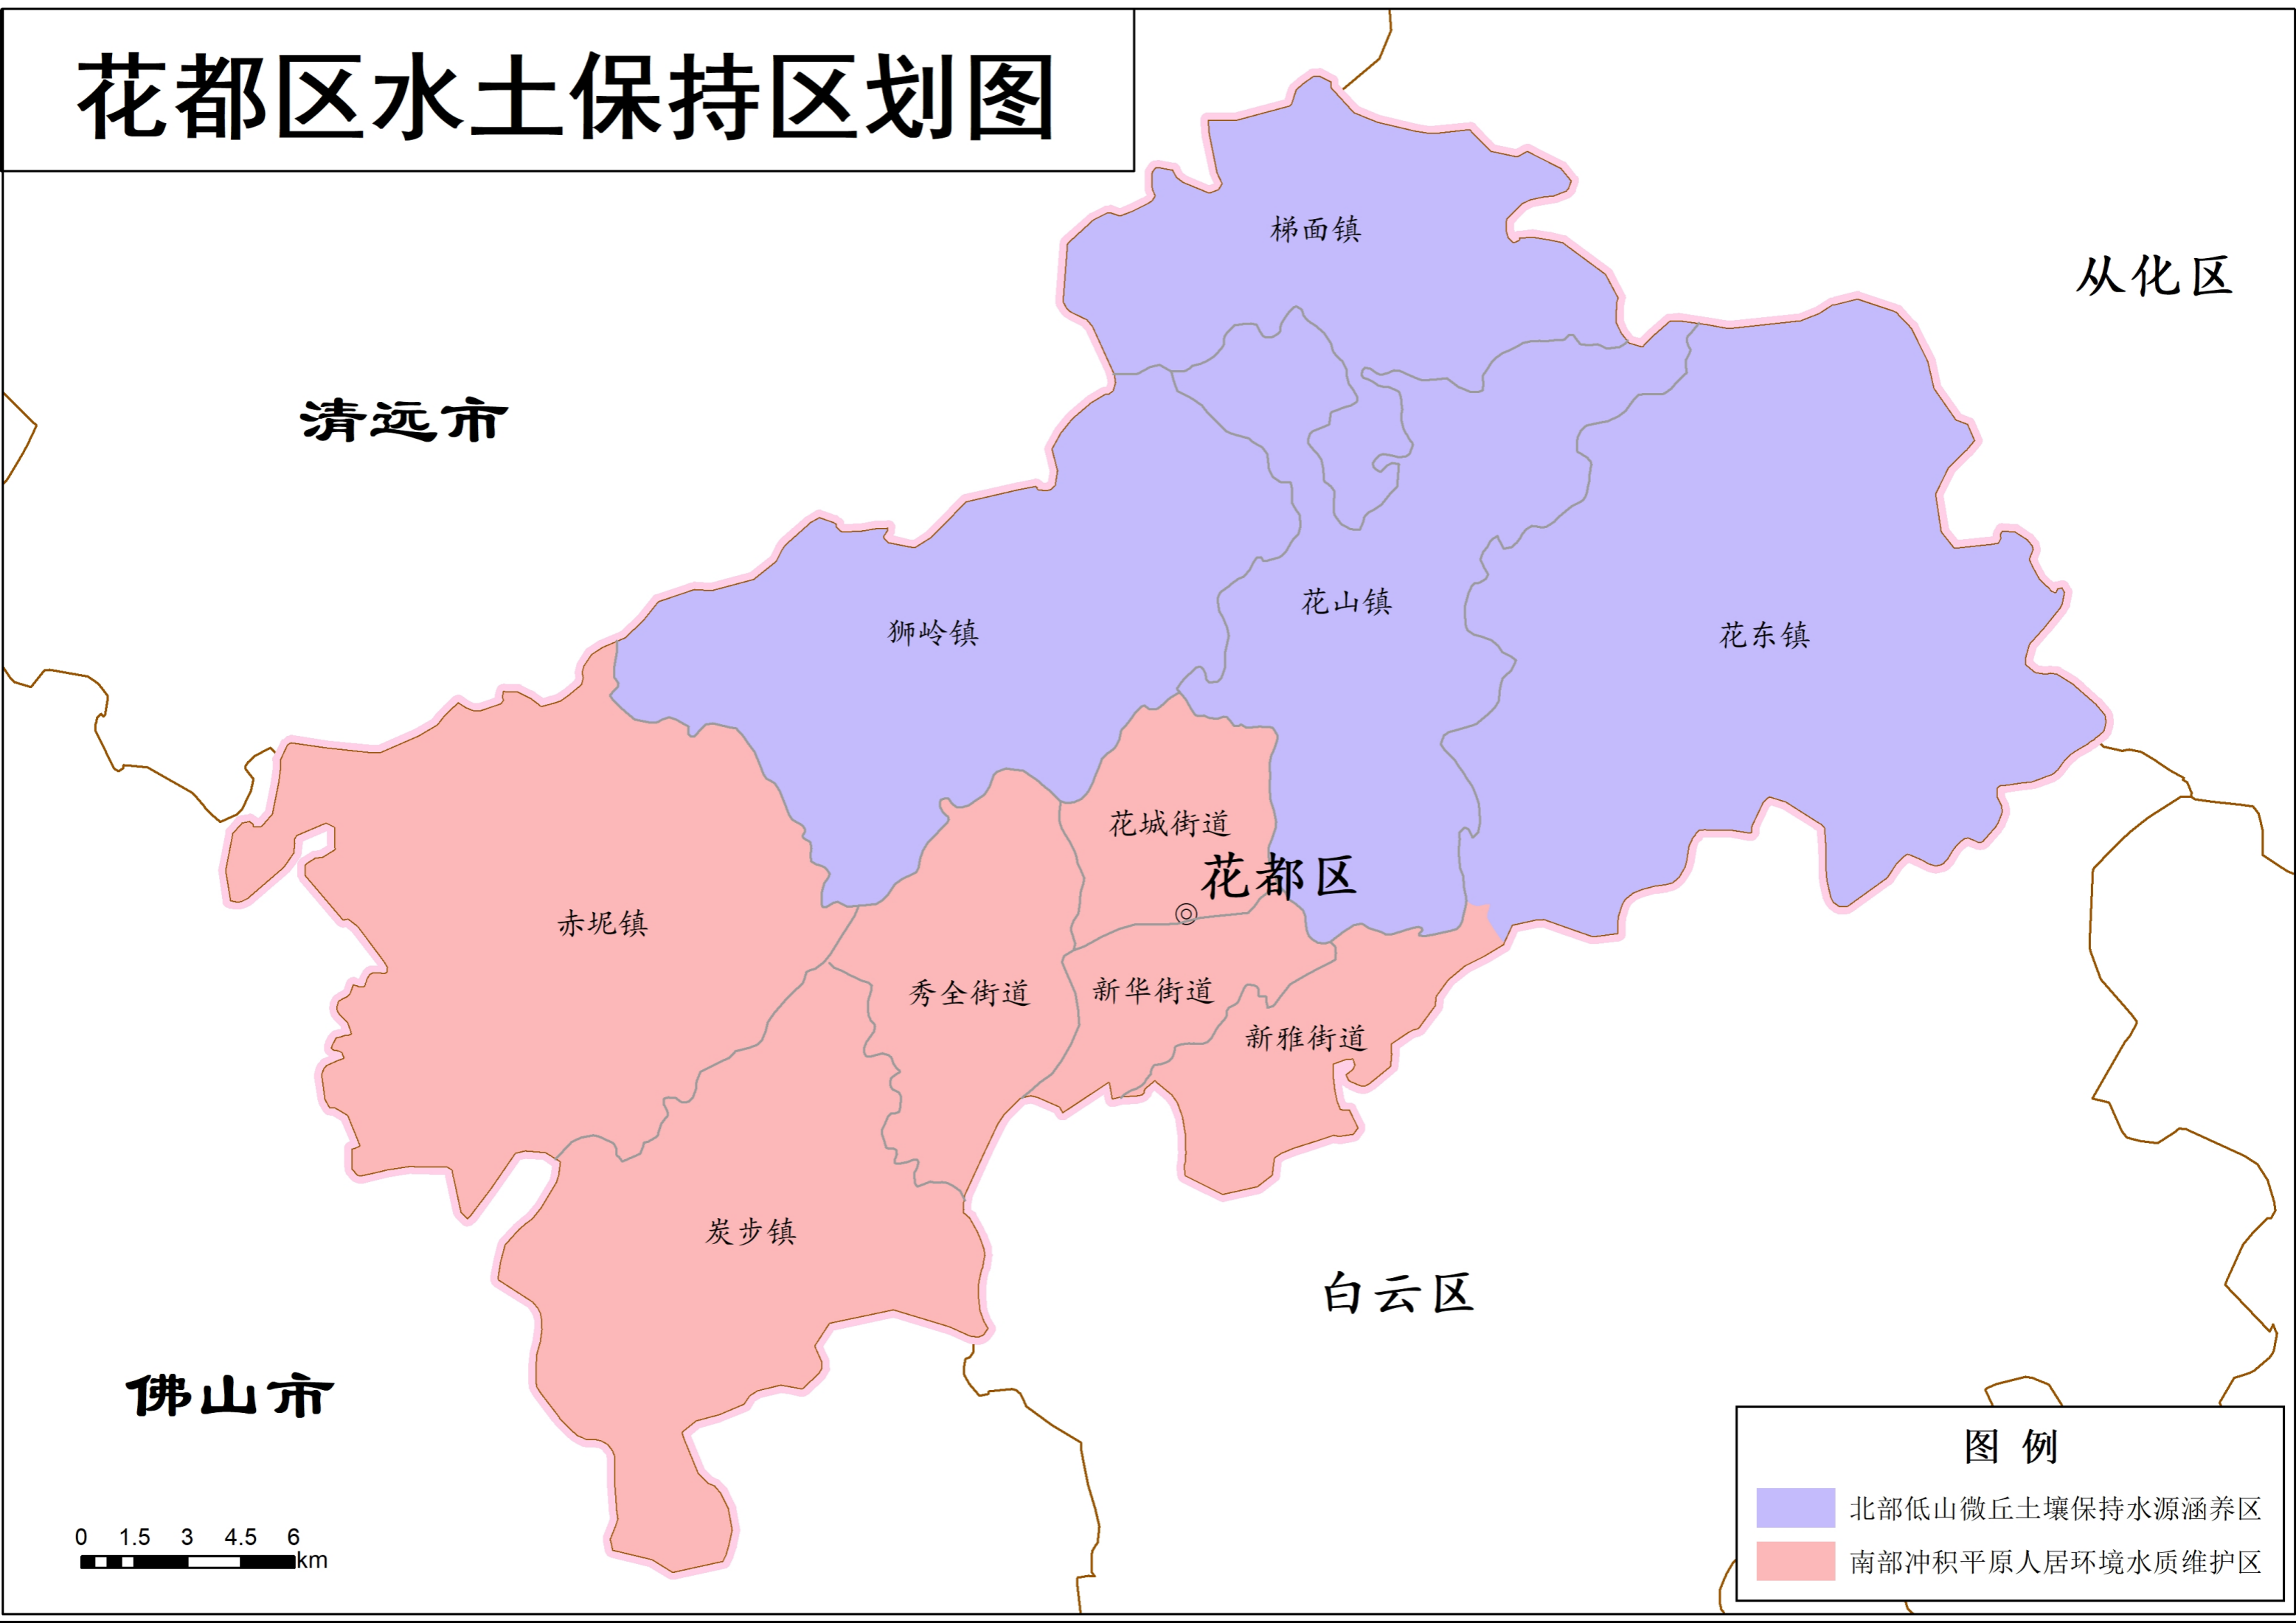 花都区水土保持区划图
梯面镇
从化区
清远市
花山镇
狮岭镇
花东镇
花城街道
花都区
赤坭镇
秀全街道
新华街道
新雅街道
炭步镇
白云区
佛山市
图 例
北部低山微丘土壤保持水源涵养区
南部冲积平原人居环境水质维护区
0 1.5 3 4.5 6
km